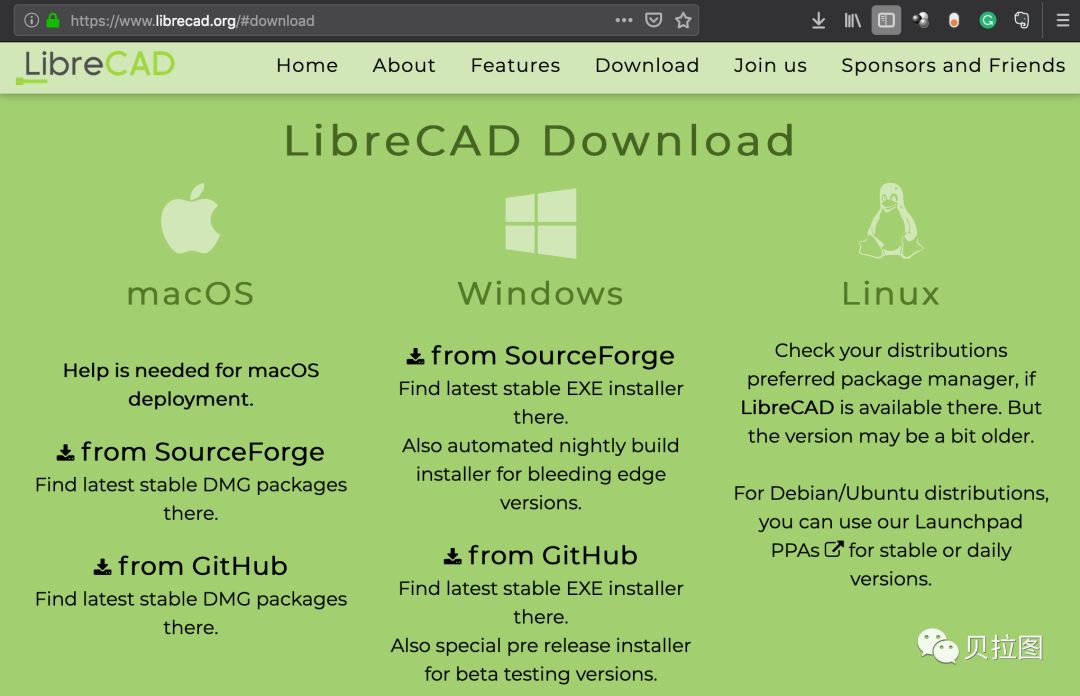 https://www.librecad.org/#download
LibreCAD
Home About Features Download Join us Sponsors and Friends
LibreCAD Download
macOS
Help is needed for macOS
deployment.
from SourceForge
Find latest stable DMG packages
there.
from GitHub
Find latest stable DMG packages
there.
Windows
from SourceForge
Find latest stable EXE installer
there.
Also automated nightly build
installer for bleeding edge
versions.
from GitHub
Find latest stable EXE installer
there.
Also special pre release installer
for beta testing versions.
Linux
Check your distributions
preferred package manager, if
LibreCAD is available there. But
the version may be a bit older.
For Debian/Ubuntu distributions,
you can use our Launchpad
PPAs for stable or daily
versions.
贝拉图